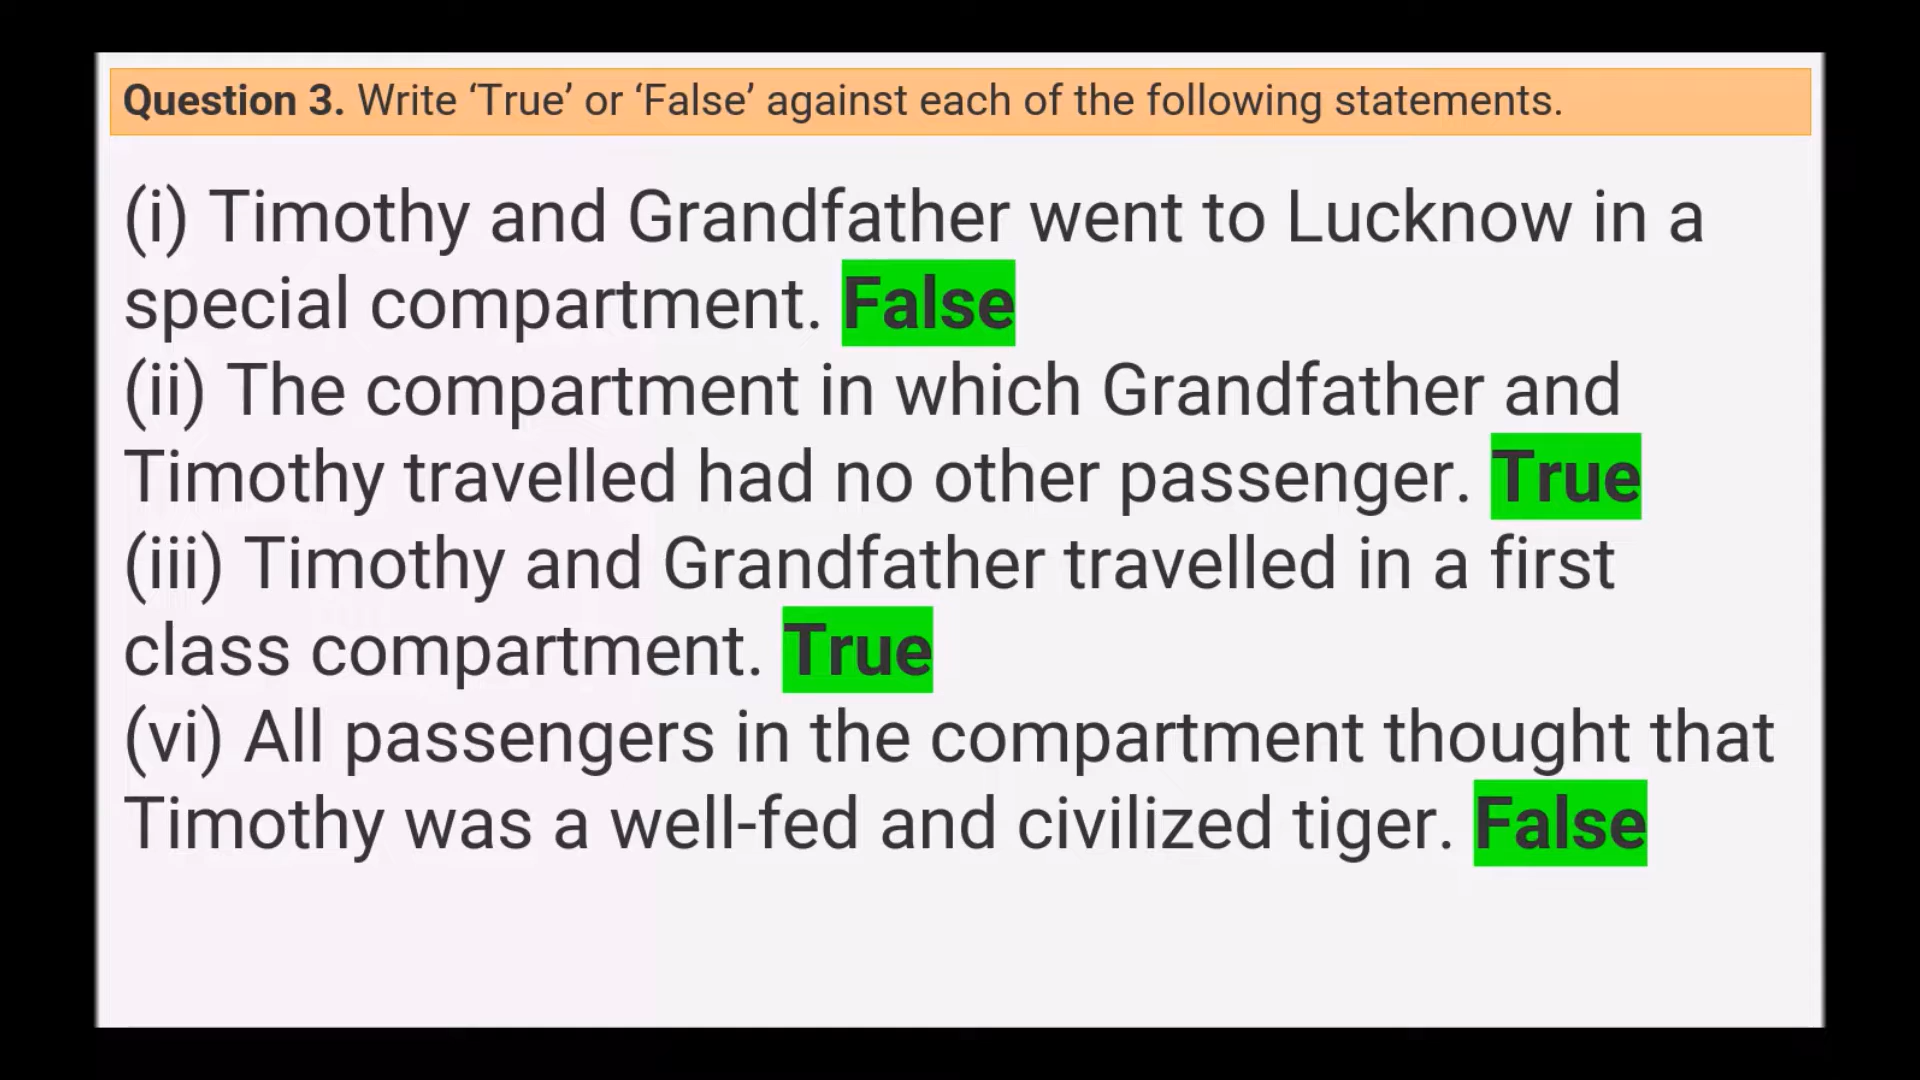 Question 3. Write ‘True’ or ‘False’ against each of the following statements.
(i) Timothy and Grandfather went to Lucknow in a
special compartment. False
(ii) The compartment in which Grandfather and
Timothy travelled had no other passenger. True
(iii) Timothy and Grandfather travelled in a first
class compartment. True
(vi) All passengers in the compartment thought that
Timothy was a well-fed and civilized tiger. False